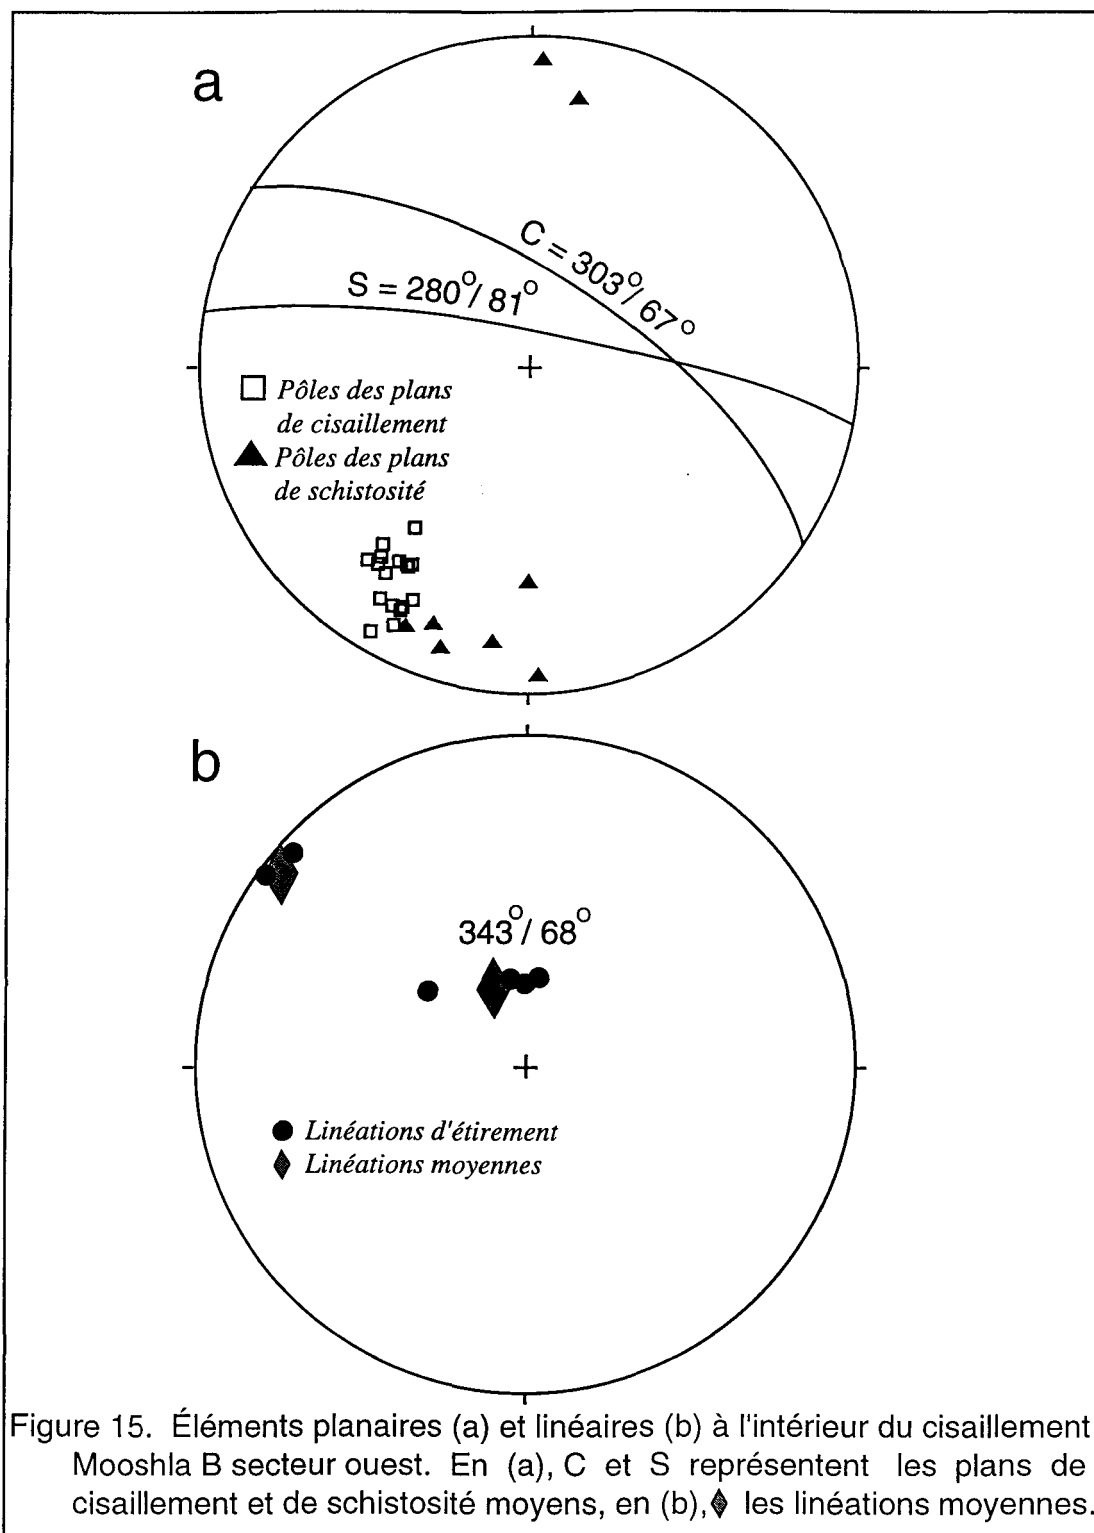 a
C = 303°/ 67°
S = 280°/ 81°
Pôles des plans
de cisaillement
Pôles des plans
de schistosité
b
343°/ 68°
Linéations d'étirement
Linéations moyennes
Figure 15. Éléments planaires (a) et linéaires (b) à l'intérieur du cisaillement
Mooshla B secteur ouest. En (a), C et S représentent les plans de
cisaillement et de schistosité moyens, en (b),♦ les linéations moyennes.